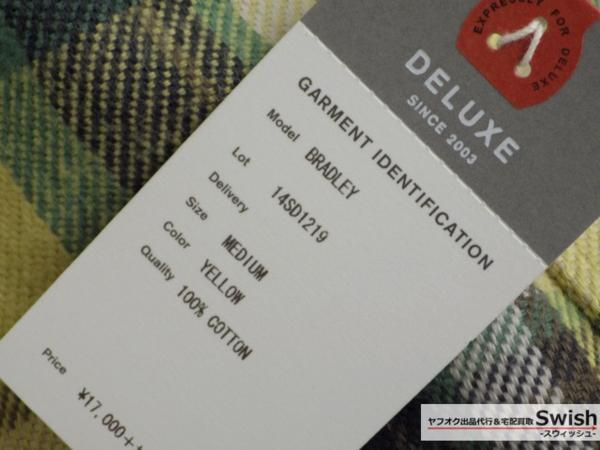 EXPRESSLY FOR DELUXE
DELUXE
SINCE 2003
GARMENT IDENTIFICATION
Model BRADLEY
Lot 14SD1219
Delivery
Size MEDIUM
Color YELLOW
Quality 100% COTTON
Price ¥17,000+
ヤフオク出品代行&宅配買取 Swish
-スウィッシュ-